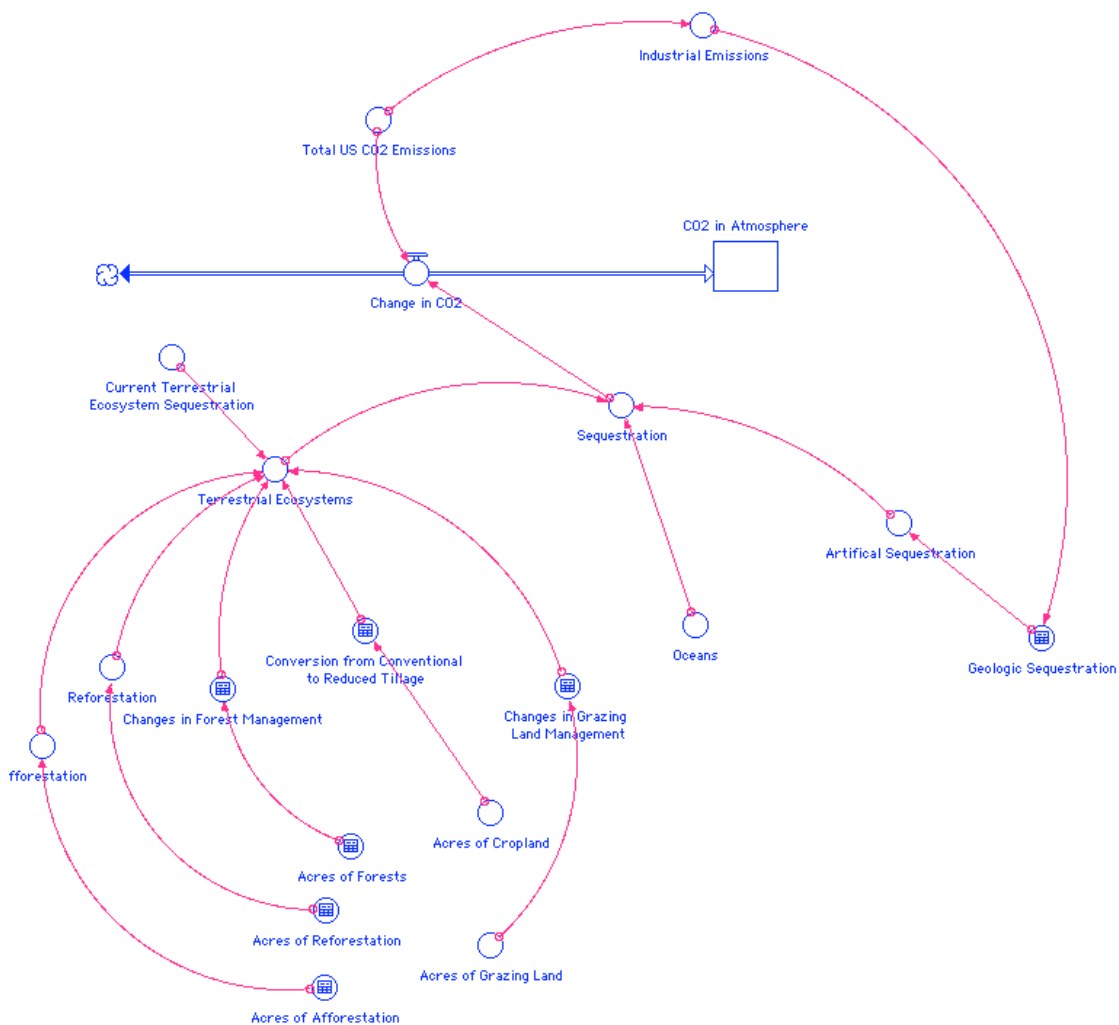 Industrial Emissions
Total US CO2 Emissions
CO2 in Atmosphere
Change in CO2
Current Terrestrial
Ecosystem Sequestration
Sequestration
Terrestrial Ecosystems
Artifical Sequestration
Oceans
Geologic Sequestration
Conversion from Conventional
to Reduced Tillage
Reforestation
Changes in Forest Management
Changes in Grazing
Land Management
fforestation
Acres of Cropland
Acres of Forests
Acres of Reforestation
Acres of Grazing Land
Acres of Afforestation